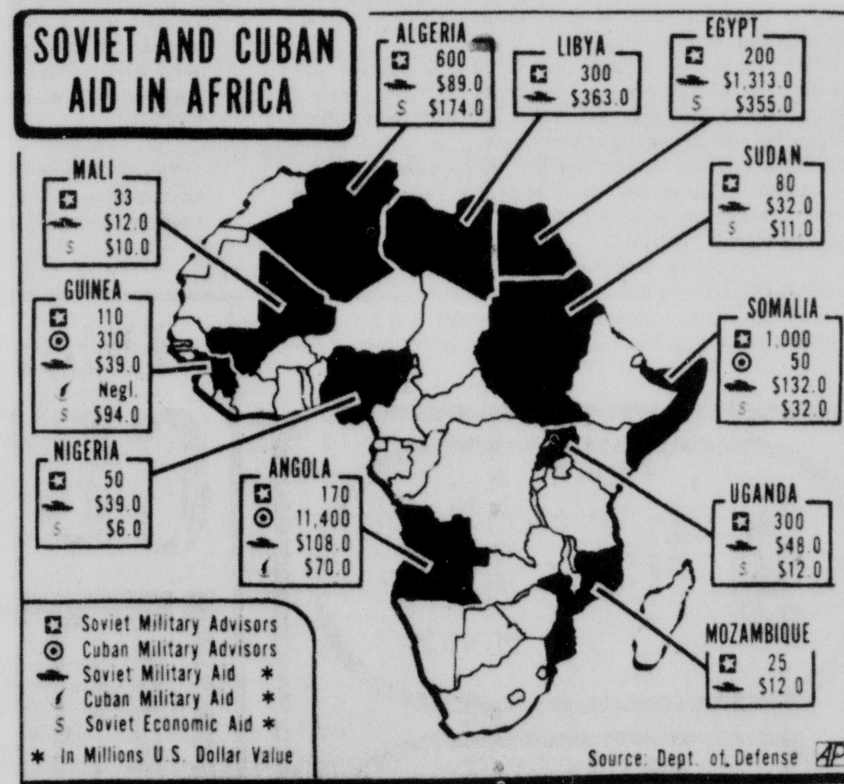 SOVIET AND CUBAN
AID IN AFRICA
ALGERIA
600
$89.0
S $174.0
LIBYA
300
$363.0
EGYPT
200
$1,313.0
S $355.0
MALI
33
$12.0
S $10.0
SUDAN
80
$32.0
S $11.0
GUINEA
110
310
$39.0
Negl.
S $94.0
SOMALIA
1,000
50
$132.0
S $32.0
NIGERIA
50
$39.0
S $6.0
ANGOLA
170
11,400
$108.0
$70.0
UGANDA
300
$48.0
S $12.0
MOZAMBIQUE
25
$12 0
Soviet Military Advisors
Cuban Military Advisors
Soviet Military Aid *
Cuban Military Aid *
S Soviet Economic Aid *
* In Millions U.S. Dollar Value
Source: Dept. of Defense AP